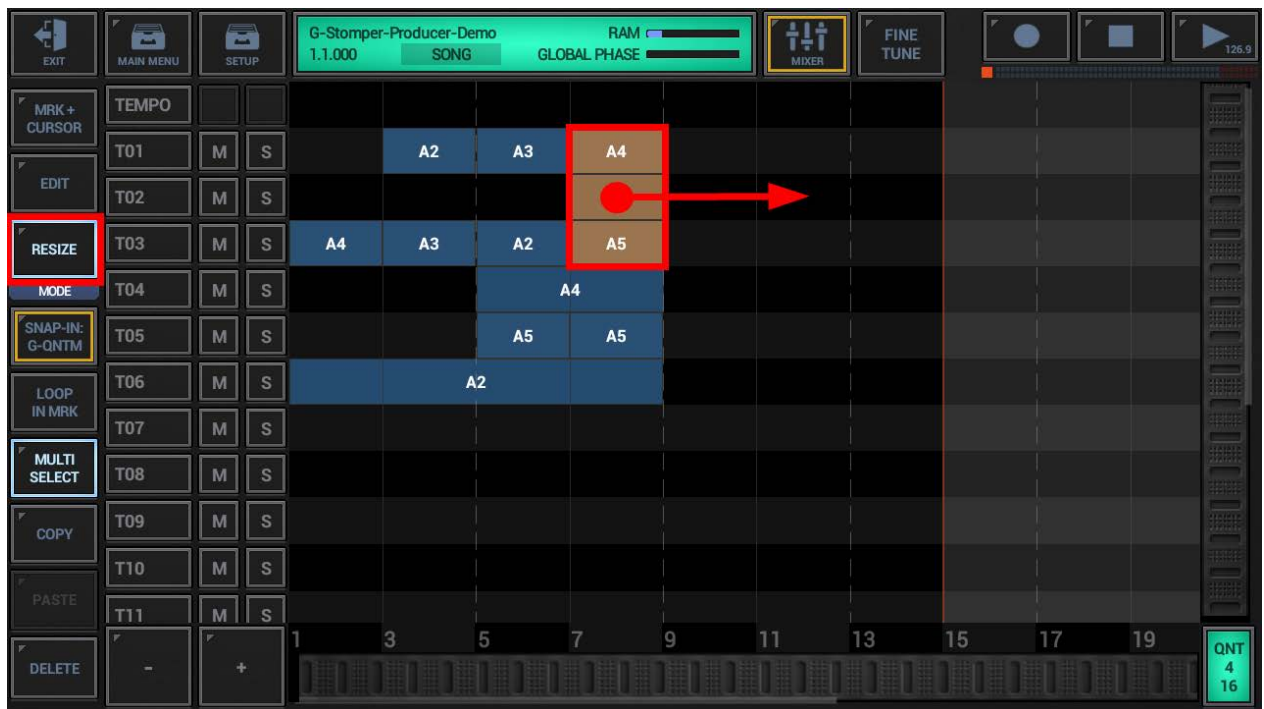 G-Stomper-Producer-Demo RAM
1.1.000 SONG GLOBAL PHASE
EXIT
MAIN MENU
SETUP
MIXER
FINE
TUNE
126.9
MRK +
CURSOR
EDIT
RESIZE
MODE
SNAP-IN:
G-QNTM
LOOP
IN MRK
MULTI
SELECT
COPY
PASTE
DELETE
TEMPO
T01 M S A2 A3 A4
T02 M S
T03 M S A4 A3 A2 A5
T04 M S A4
T05 M S A5 A5
T06 M S A2
T07 M S
T08 M S
T09 M S
T10 M S
T11 M S
- +
1 3 5 7 9 11 13 15 17 19
QNT
4
16